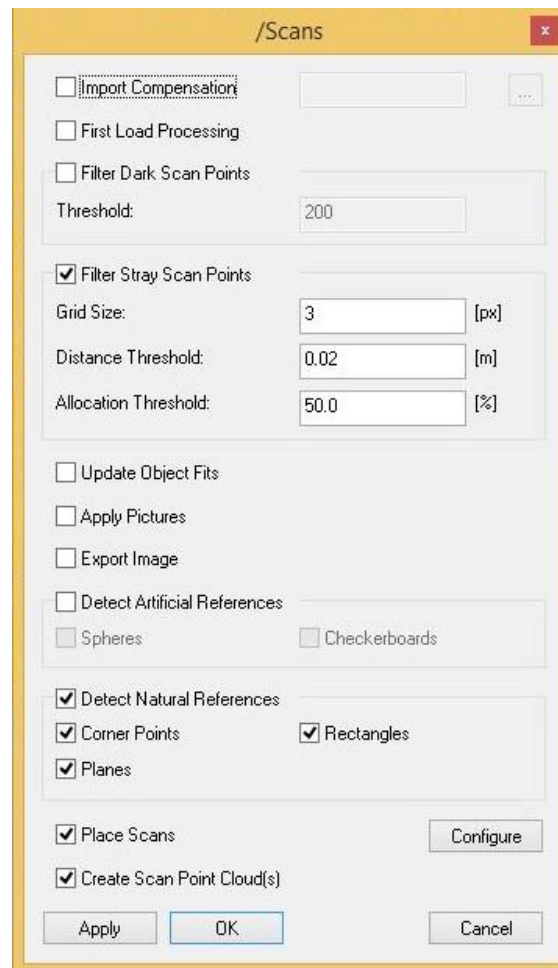 /Scans
x
Import Compensation ...
First Load Processing
Filter Dark Scan Points
Threshold: 200
Filter Stray Scan Points
Grid Size: 3 [px]
Distance Threshold: 0.02 [m]
Allocation Threshold: 50.0 [%]
Update Object Fits
Apply Pictures
Export Image
Detect Artificial References
Spheres Checkerboards
Detect Natural References
Corner Points Rectangles
Planes
Place Scans Configure
Create Scan Point Cloud(s)
Apply OK Cancel